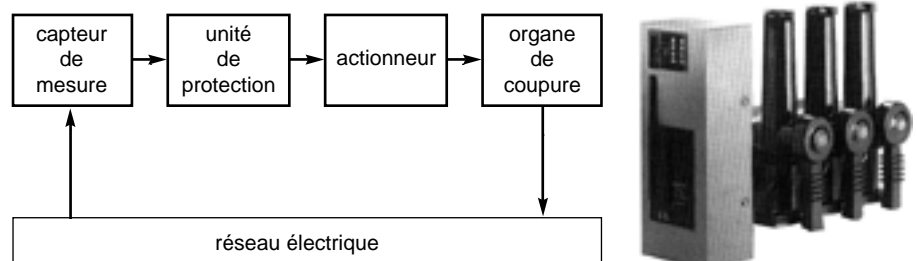 capteur
de
mesure
unité
de
protection
actionneur
organe
de
coupure
réseau électrique